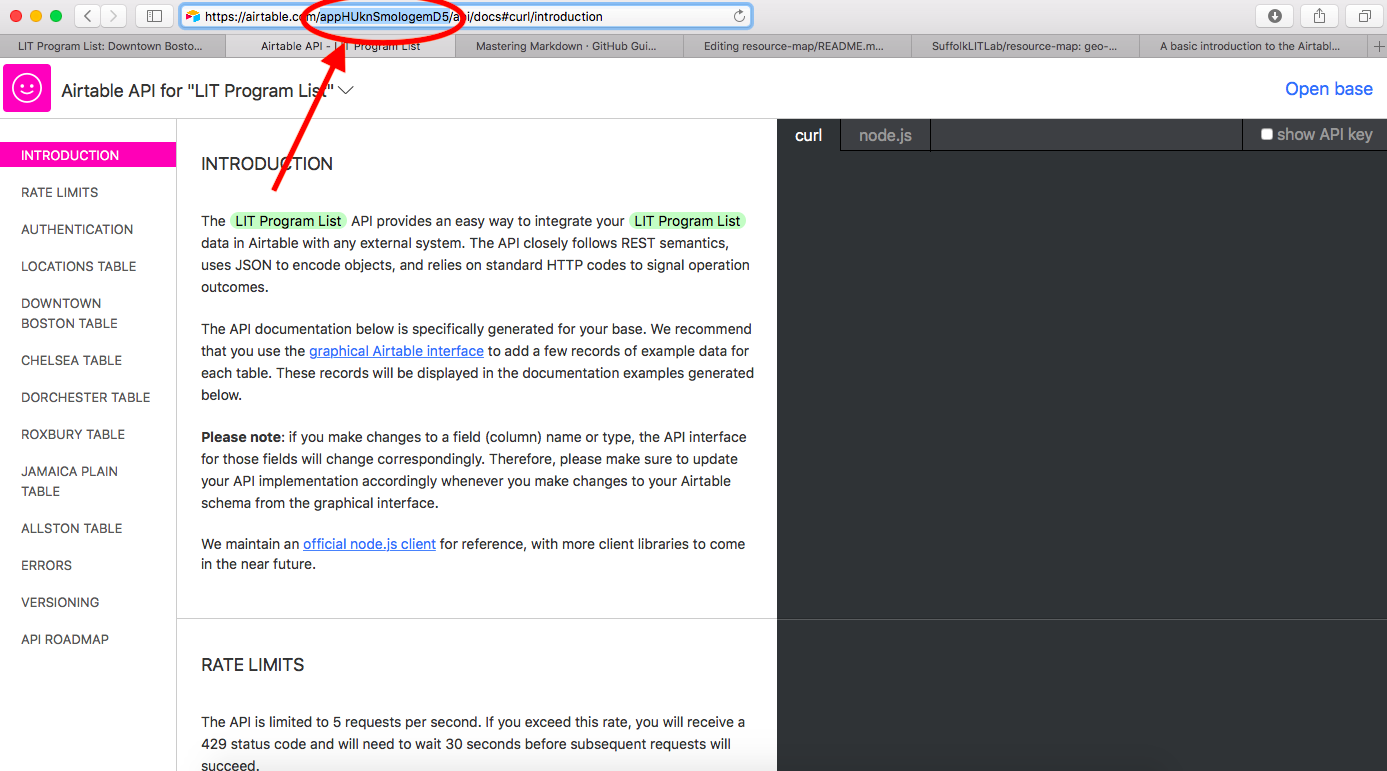 https://airtable.com/appHUknSmologemD5/api/docs#curl/introduction
LIT Program List: Downtown Bosto...
Airtable API - LIT Program List
Mastering Markdown · GitHub Gui...
Editing resource-map/README.m...
SuffolkLITLab/resource-map: geo-...
A basic introduction to the Airtabl...
Airtable API for "LIT Program List"
Open base
INTRODUCTION
RATE LIMITS
AUTHENTICATION
LOCATIONS TABLE
DOWNTOWN
BOSTON TABLE
CHELSEA TABLE
DORCHESTER TABLE
ROXBURY TABLE
JAMAICA PLAIN
TABLE
ALLSTON TABLE
ERRORS
VERSIONING
API ROADMAP
INTRODUCTION
The LIT Program List API provides an easy way to integrate your LIT Program List
data in Airtable with any external system. The API closely follows REST semantics,
uses JSON to encode objects, and relies on standard HTTP codes to signal operation
outcomes.
The API documentation below is specifically generated for your base. We recommend
that you use the graphical Airtable interface to add a few records of example data for
each table. These records will be displayed in the documentation examples generated
below.
Please note: if you make changes to a field (column) name or type, the API interface
for those fields will change correspondingly. Therefore, please make sure to update
your API implementation accordingly whenever you make changes to your Airtable
schema from the graphical interface.
We maintain an official node.js client for reference, with more client libraries to come
in the near future.
RATE LIMITS
The API is limited to 5 requests per second. If you exceed this rate, you will receive a
429 status code and will need to wait 30 seconds before subsequent requests will
succeed.
curl
node.js
show API key